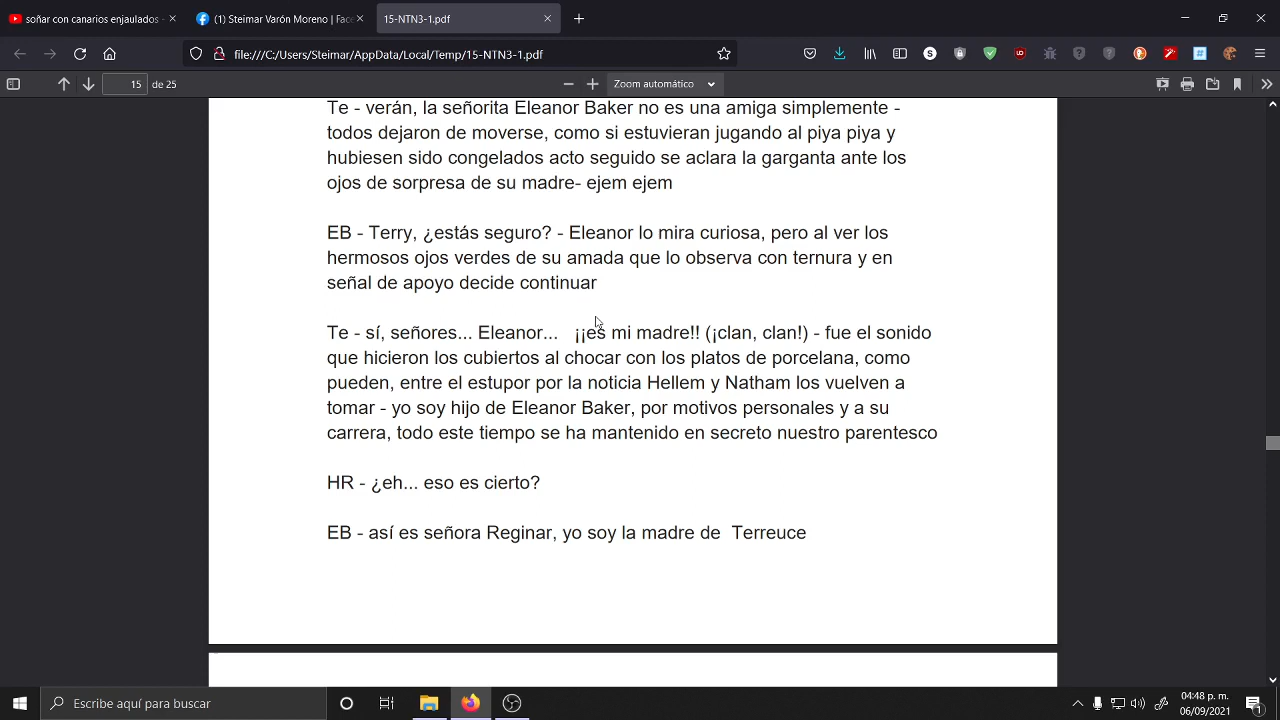 soñar con canarios enjaulados -
(1) Steimar Varón Moreno | Face
15-NTN3-1.pdf
file:///C:/Users/Steimar/AppData/Local/Temp/15-NTN3-1.pdf
15 de 25
Zoom automático
Te - verán, la señorita Eleanor Baker no es una amiga simplemente -
todos dejaron de moverse, como si estuvieran jugando al piya piya y
hubiesen sido congelados acto seguido se aclara la garganta ante los
ojos de sorpresa de su madre- ejem ejem
EB - Terry, ¿estás seguro? - Eleanor lo mira curiosa, pero al ver los
hermosos ojos verdes de su amada que lo observa con ternura y en
señal de apoyo decide continuar
Te - sí, señores... Eleanor... ¡¡es mi madre!! (¡clan, clan!) - fue el sonido
que hicieron los cubiertos al chocar con los platos de porcelana, como
pueden, entre el estupor por la noticia Hellem y Natham los vuelven a
tomar - yo soy hijo de Eleanor Baker, por motivos personales y a su
carrera, todo este tiempo se ha mantenido en secreto nuestro parentesco
HR - ¿eh... eso es cierto?
EB - así es señora Reginar, yo soy la madre de Terreuce
Escribe aquí para buscar
04:48 p. m.
06/09/2021